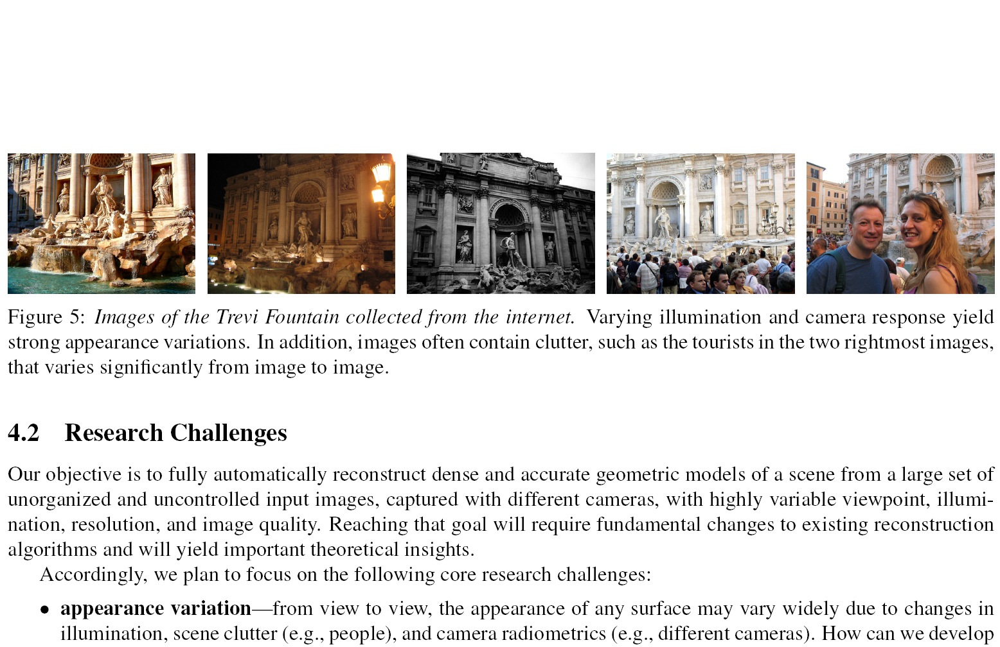 Figure 5: Images of the Trevi Fountain collected from the internet. Varying illumination and camera response yield
strong appearance variations. In addition, images often contain clutter, such as the tourists in the two rightmost images,
that varies significantly from image to image.
4.2 Research Challenges
Our objective is to fully automatically reconstruct dense and accurate geometric models of a scene from a large set of
unorganized and uncontrolled input images, captured with different cameras, with highly variable viewpoint, illumi-
nation, resolution, and image quality. Reaching that goal will require fundamental changes to existing reconstruction
algorithms and will yield important theoretical insights.
Accordingly, we plan to focus on the following core research challenges:
• appearance variation—from view to view, the appearance of any surface may vary widely due to changes in
illumination, scene clutter (e.g., people), and camera radiometrics (e.g., different cameras). How can we develop